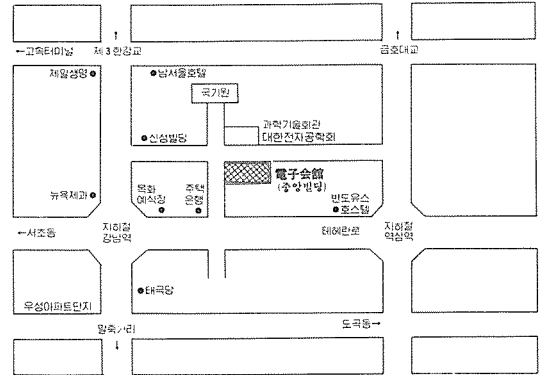 ←고속터미널
제3한강교
금호대교
제일생명
남서울호텔
국기원
과학기술회관
대한전자공학회
신성빌딩
電子会館
(중앙빌딩)
목화
예식장
주택
은행
뉴욕제과
반도유스
호스텔
←서초동
지하철
강남역
테헤란로
지하철
역삼역
태극당
우성아파트단지
말죽거리
도곡동→